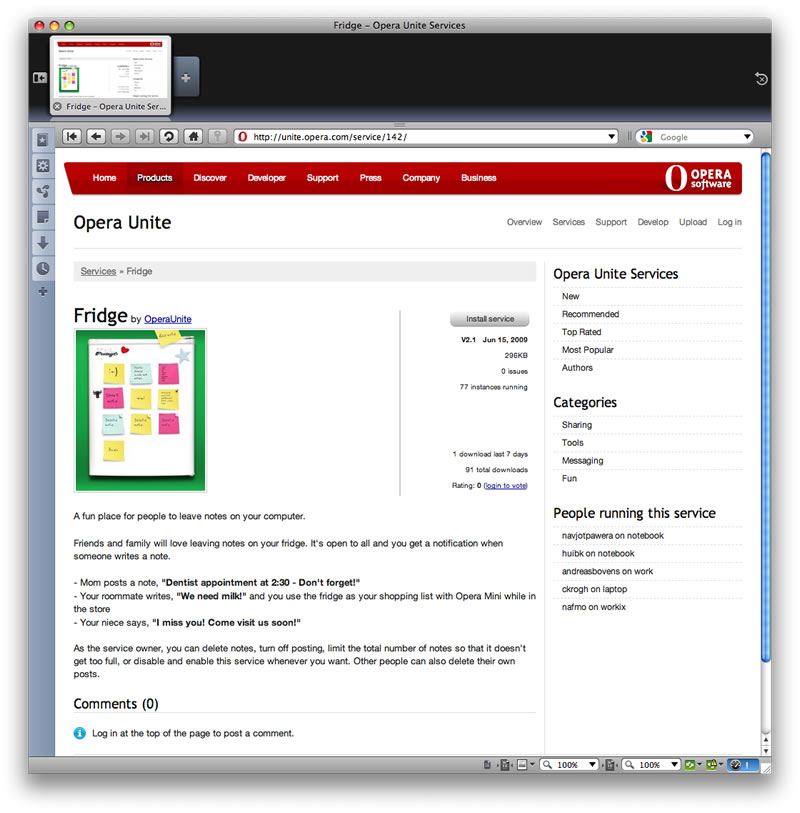 Fridge – Opera Unite Services
Fridge – Opera Unite Ser...
http://unite.opera.com/service/142/
Google
Home Products Discover Developer Support Press Company Business
OPERA
software
Opera Unite
Overview Services Support Develop Upload Log in
Services » Fridge
Fridge by OperaUnite
Install service
V2.1 Jun 15, 2009
296KB
0 issues
77 instances running
1 download last 7 days
91 total downloads
Rating: 0 (login to vote)
A fun place for people to leave notes on your computer.
Friends and family will love leaving notes on your fridge. It's open to all and you get a notification when
someone writes a note.
- Mom posts a note, "Dentist appointment at 2:30 - Don't forget!"
- Your roommate writes, "We need milk!" and you use the fridge as your shopping list with Opera Mini while in
the store
- Your niece says, "I miss you! Come visit us soon!"
As the service owner, you can delete notes, turn off posting, limit the total number of notes so that it doesn't
get too full, or disable and enable this service whenever you want. Other people can also delete their own
posts.
Comments (0)
Log in at the top of the page to post a comment.
Opera Unite Services
New
Recommended
Top Rated
Most Popular
Authors
Categories
Sharing
Tools
Messaging
Fun
People running this service
navjotpawera on notebook
huibk on notebook
andreasbovens on work
ckrogh on laptop
nafmo on workix
100% 100%